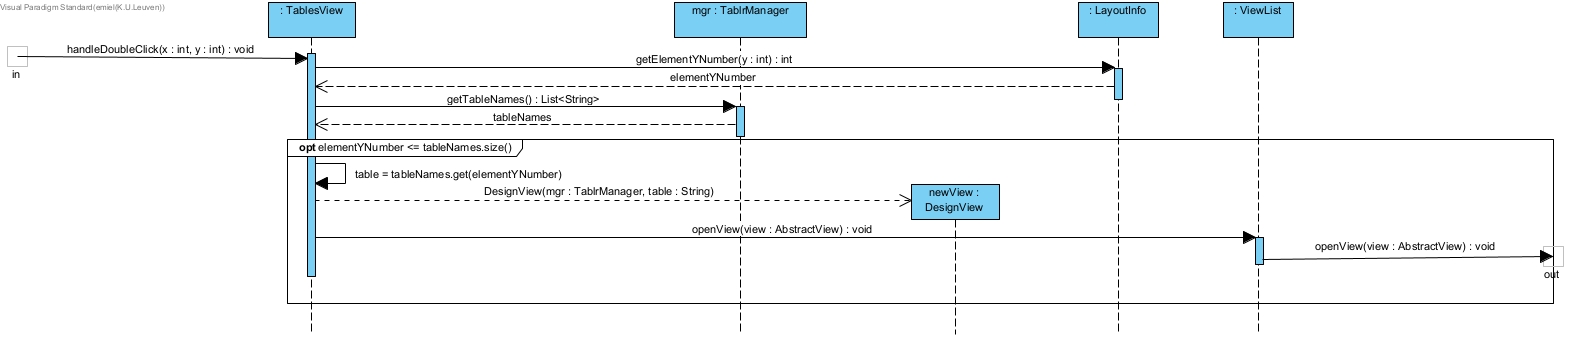 Visual Paradigm Standard(emiel(K.U.Leuven))
: TablesView
mgr : TablrManager
: LayoutInfo
: ViewList
handleDoubleClick(x : int, y : int) : void
in
getElementYNumber(y : int) : int
elementYNumber
getTableNames() : List<String>
tableNames
opt elementYNumber <= tableNames.size()
table = tableNames.get(elementYNumber)
DesignView(mgr : TablrManager, table : String)
newView :
DesignView
openView(view : AbstractView) : void
openView(view : AbstractView) : void
out